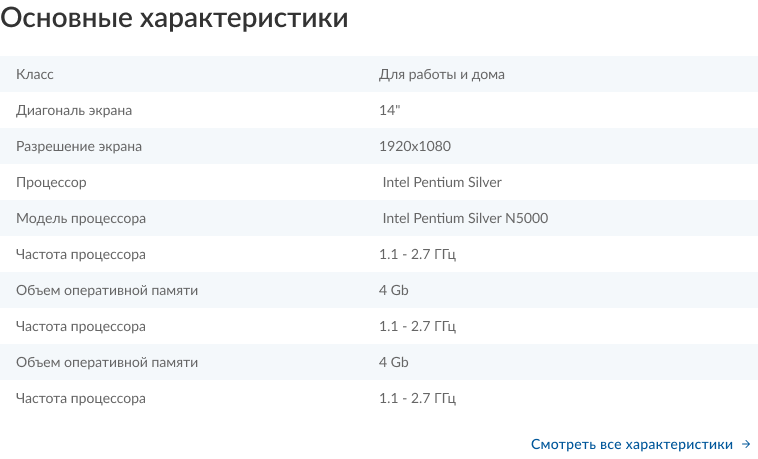 Основные характеристики
Класс Для работы и дома
Диагональ экрана 14"
Разрешение экрана 1920x1080
Процессор Intel Pentium Silver
Модель процессора Intel Pentium Silver N5000
Частота процессора 1.1 - 2.7 ГГц
Объем оперативной памяти 4 Gb
Частота процессора 1.1 - 2.7 ГГц
Объем оперативной памяти 4 Gb
Частота процессора 1.1 - 2.7 ГГц
Смотреть все характеристики →